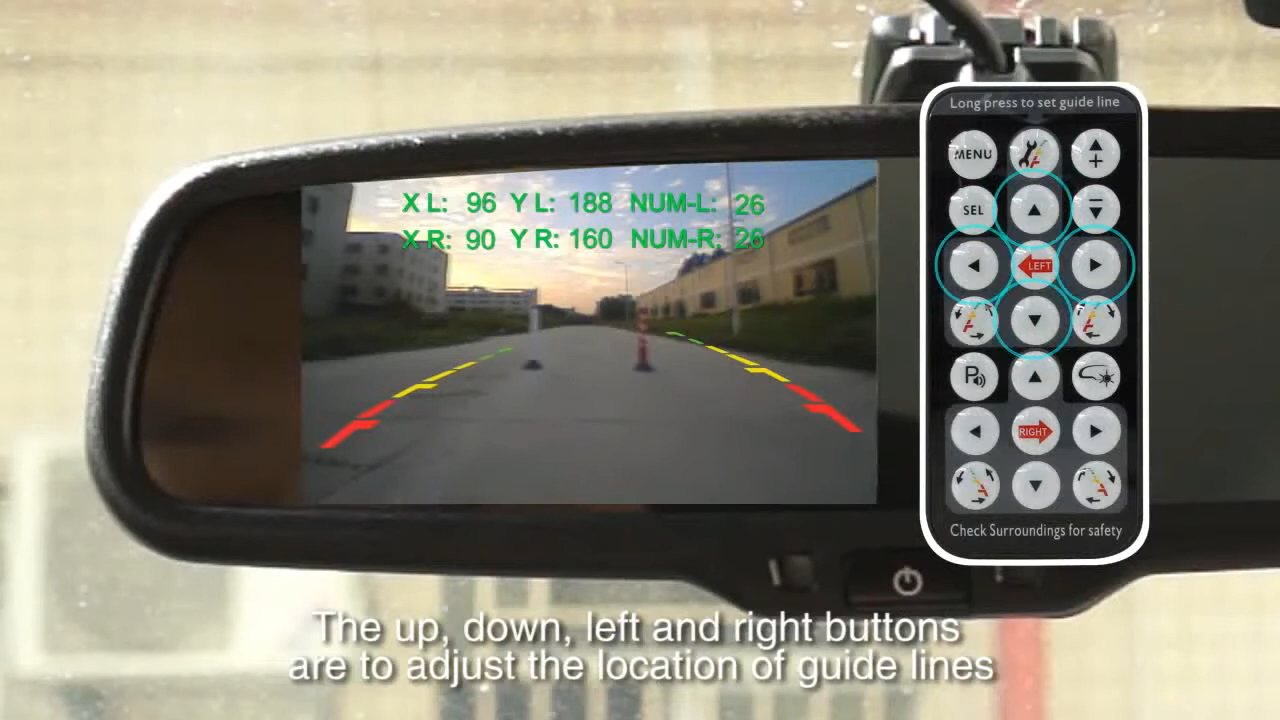 Long press to set guide line
MENU
SEL
LEFT
P
RIGHT
Check Surroundings for safety
X L: 96 Y L: 188 NUM-L: 26
X R: 90 Y R: 160 NUM-R: 26
The up, down, left and right buttons
are to adjust the location of guide lines